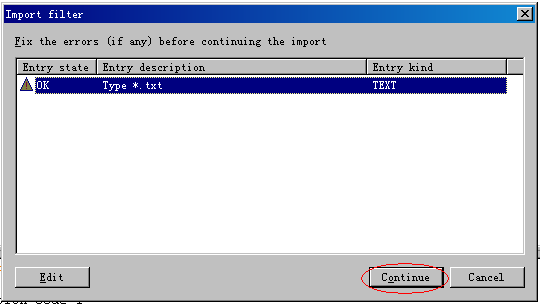 Import filter
Fix the errors (if any) before continuing the import
Entry state Entry description Entry kind
OK Type *.txt TEXT
Edit Continue Cancel